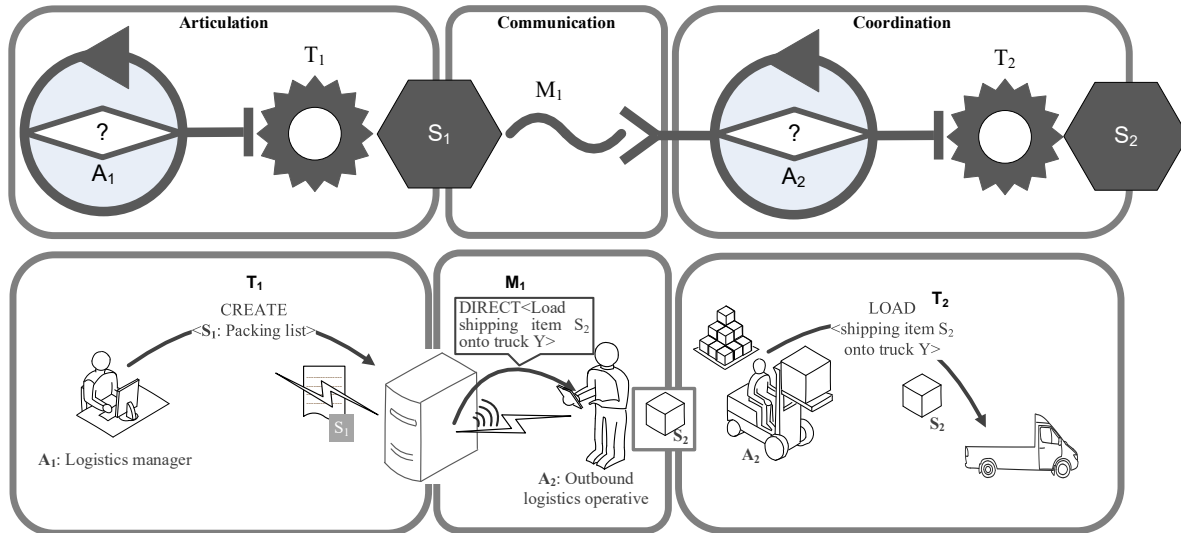 Articulation
Communication
Coordination
T1
T2
M1
?
S1
?
S2
A1
A2
T1
CREATE
<S1: Packing list>
S1
A1: Logistics manager
M1
DIRECT<Load
shipping item S2
onto truck Y>
S2
A2: Outbound
logistics operative
T2
LOAD
<shipping item S2
onto truck Y>
A2
S2